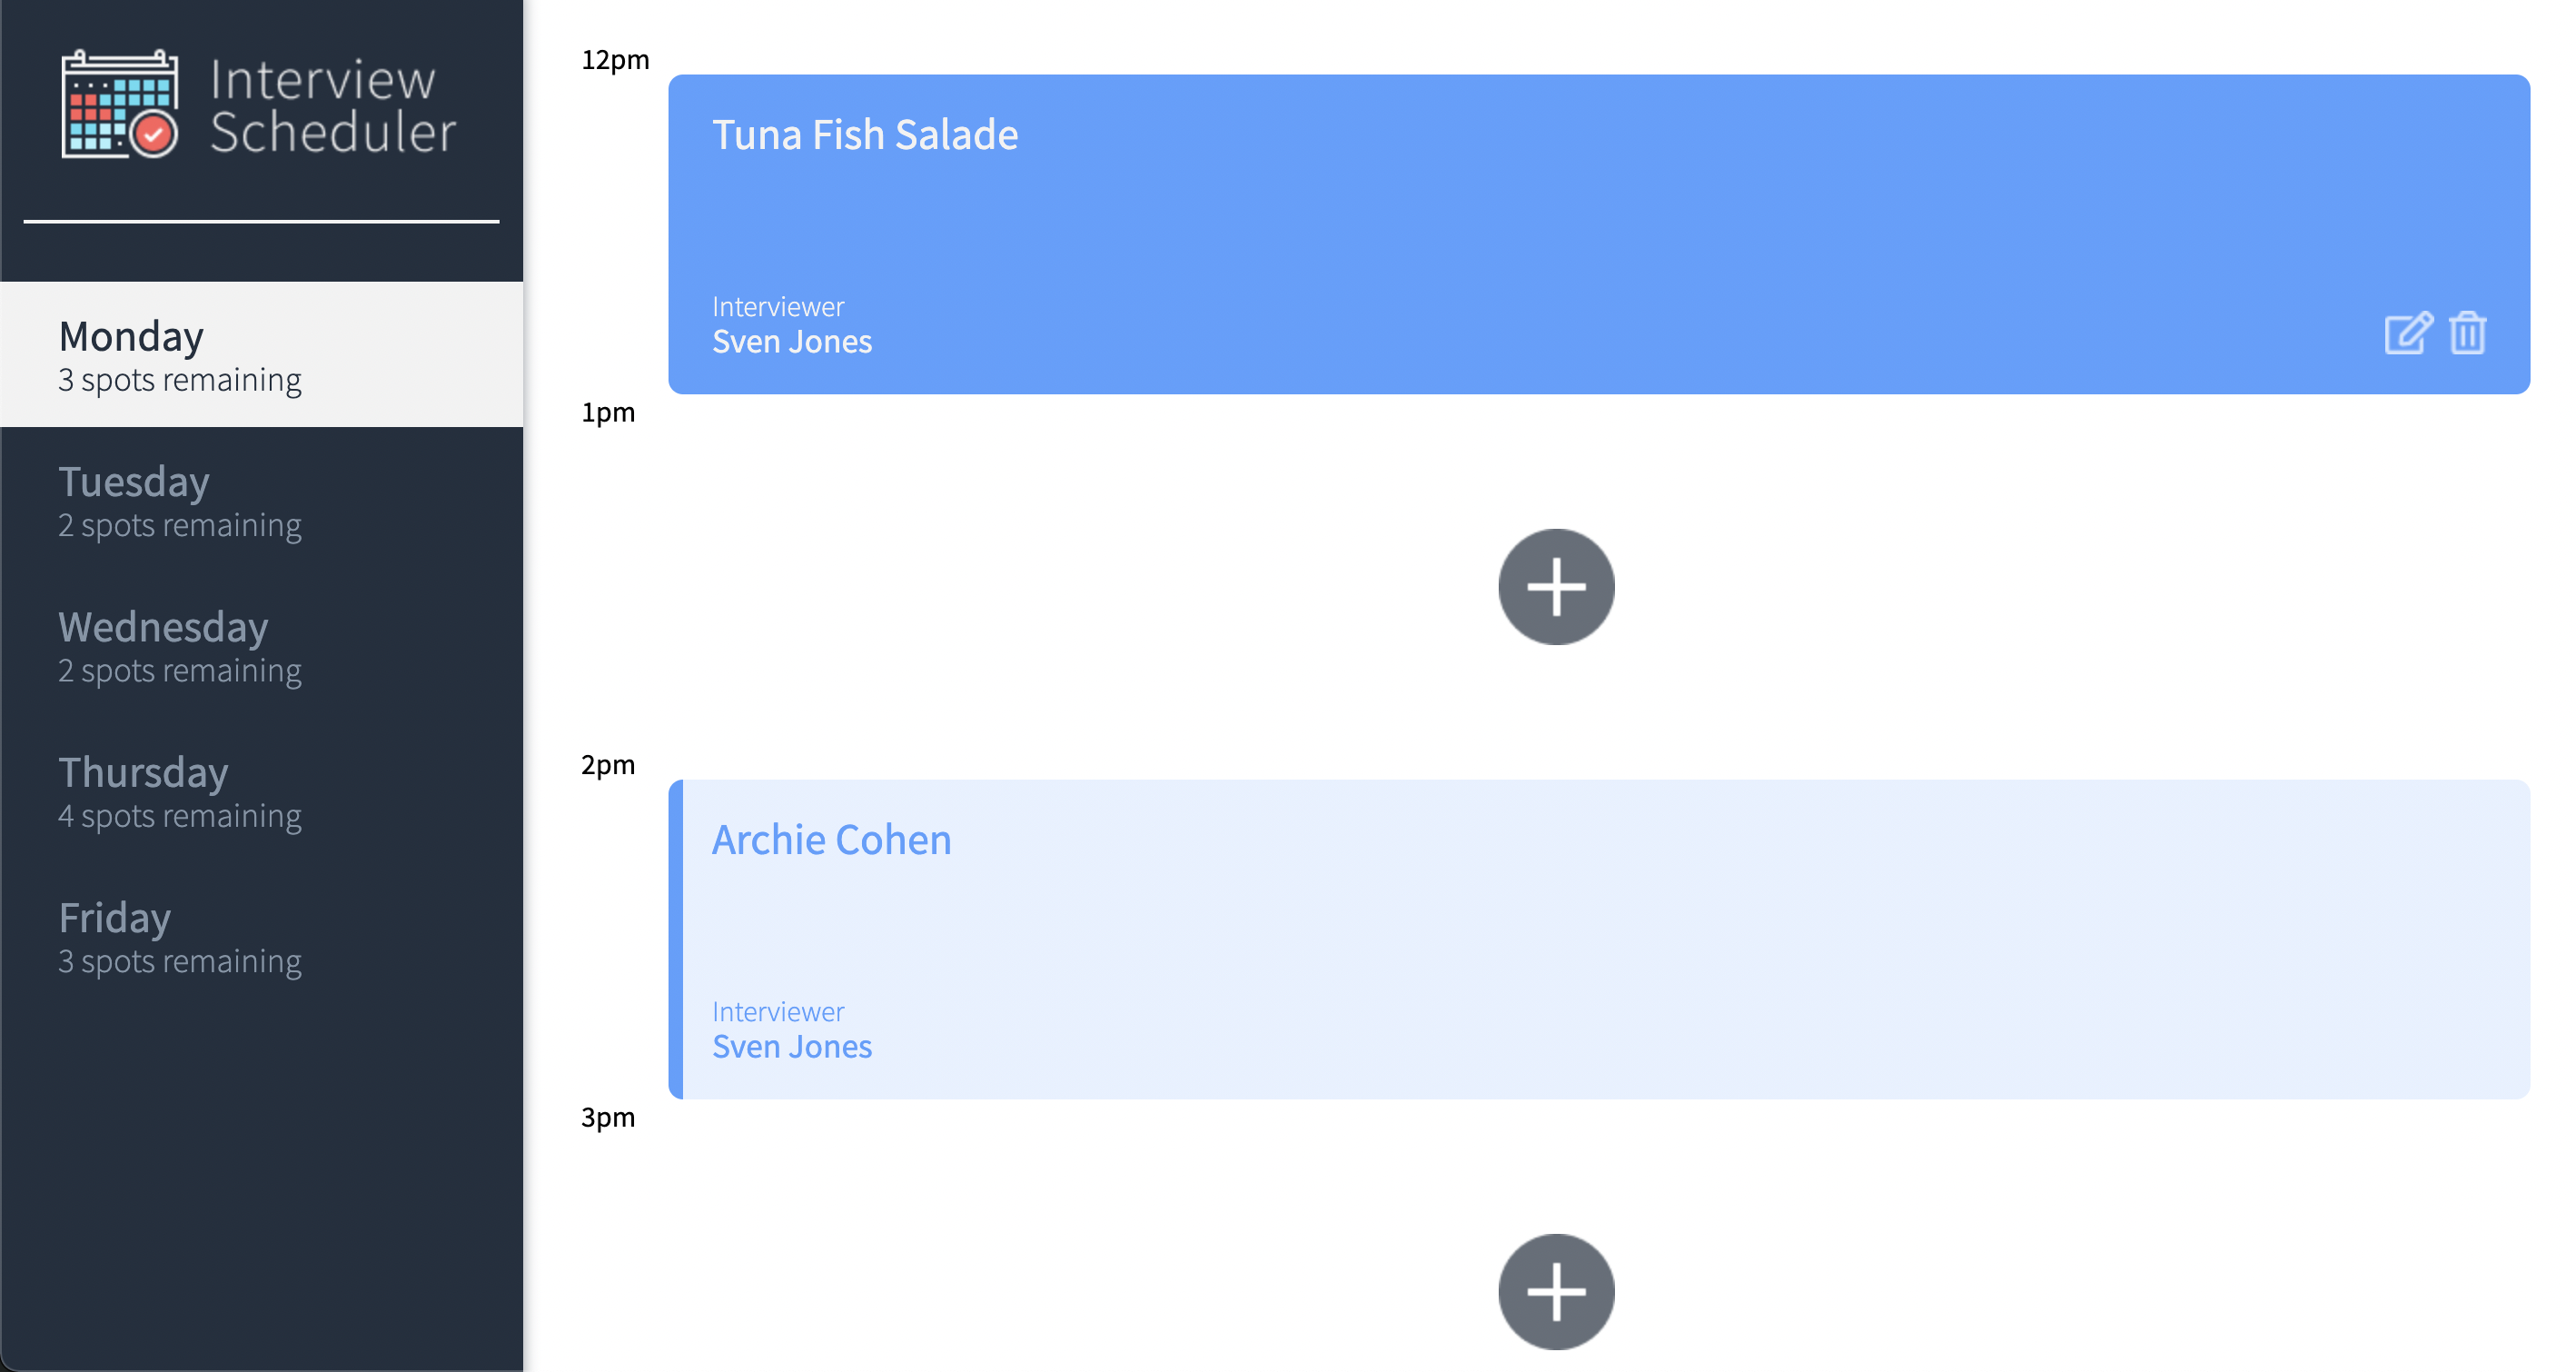 Interview
Scheduler
Monday
3 spots remaining
Tuesday
2 spots remaining
Wednesday
2 spots remaining
Thursday
4 spots remaining
Friday
3 spots remaining
12pm
Tuna Fish Salade
Interviewer
Sven Jones
1pm
2pm
Archie Cohen
Interviewer
Sven Jones
3pm